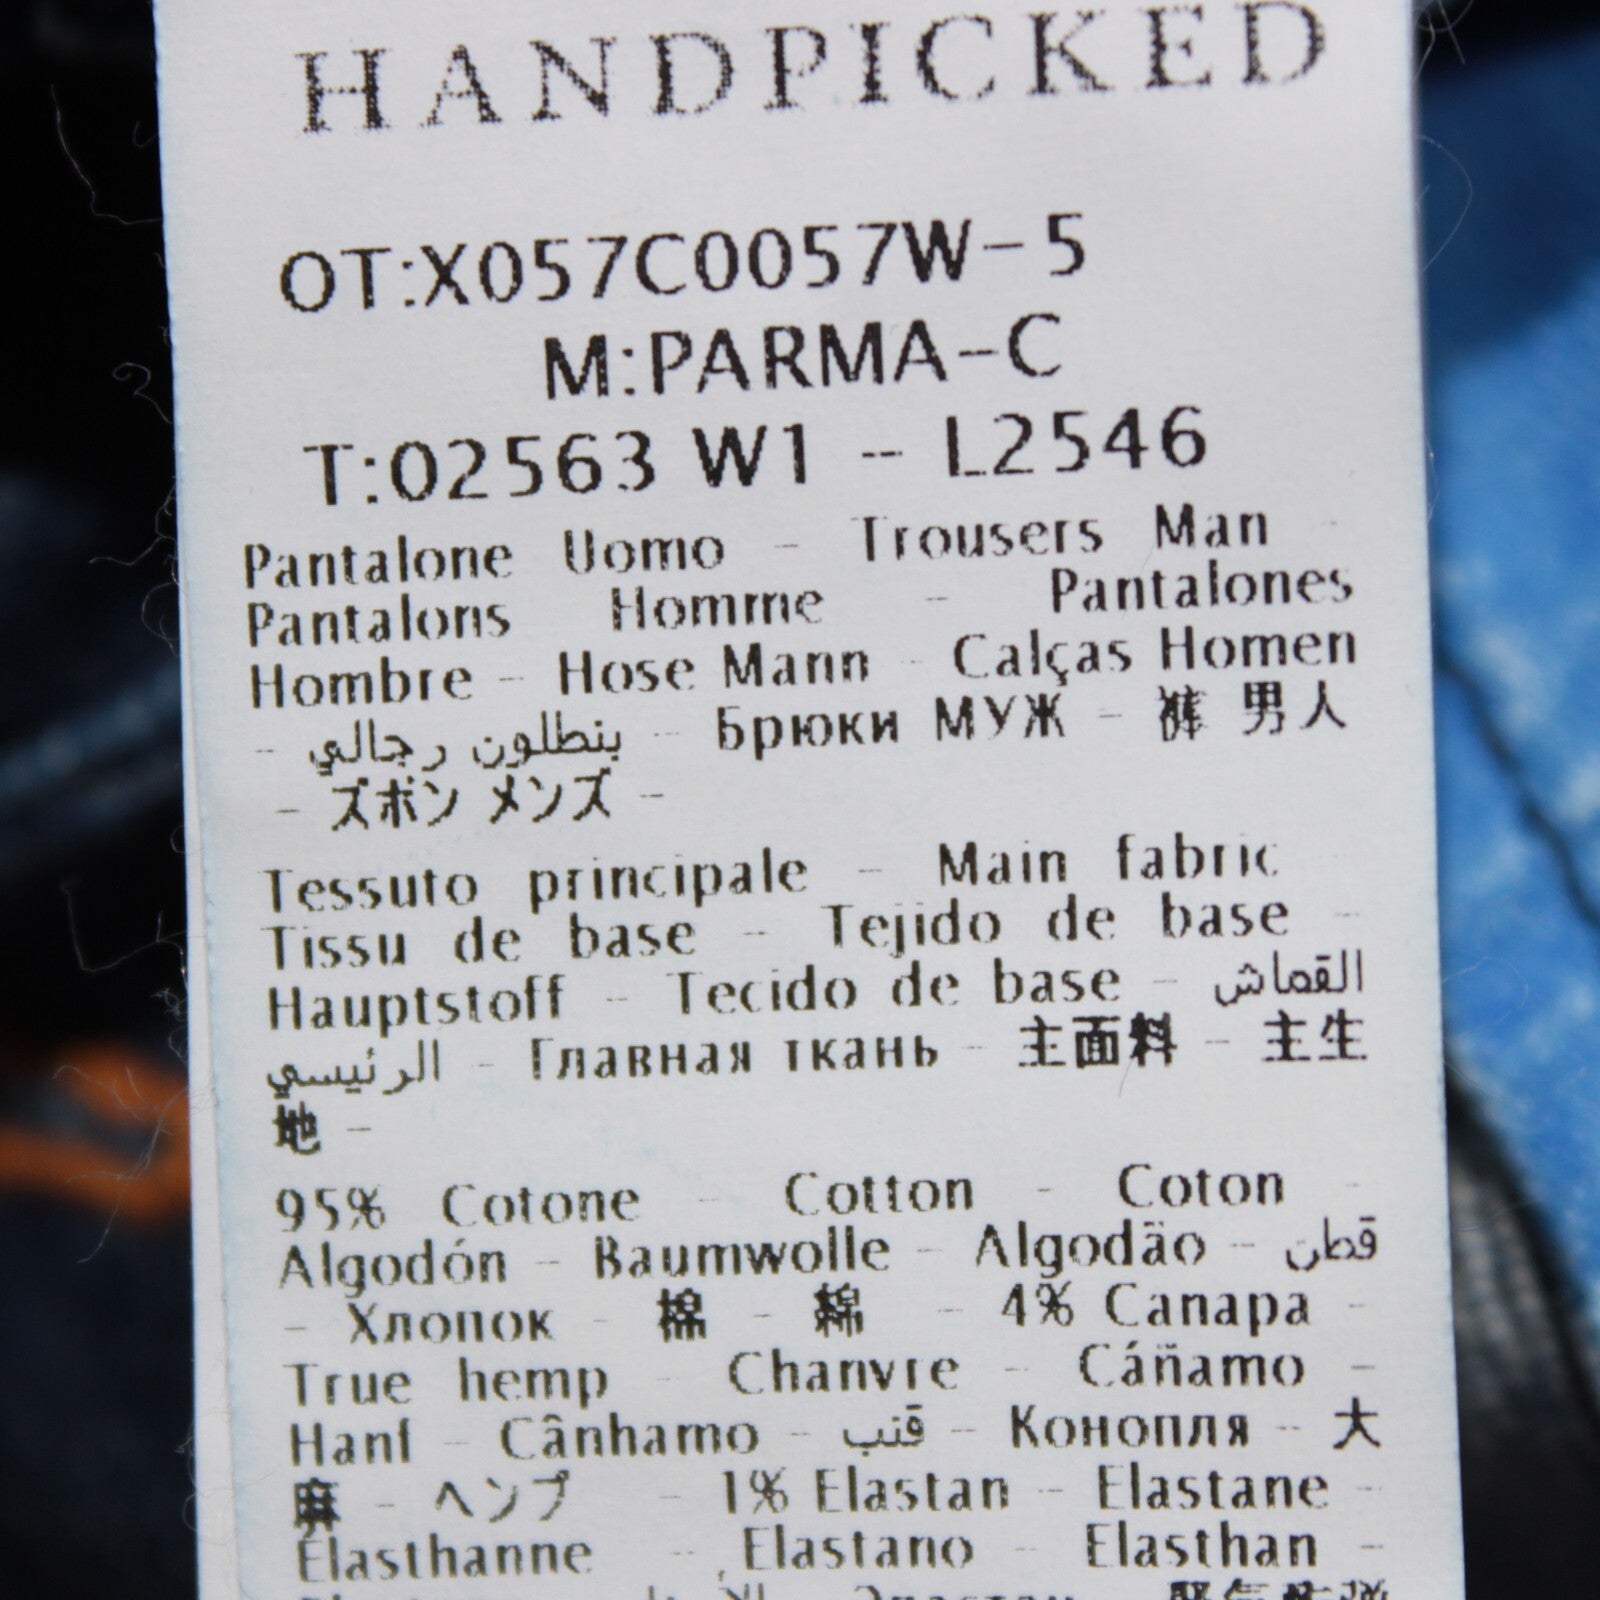 HANDPICKED
OT:X057C0057W-5
M:PARMA-C
T:02563 W1 - L2546
Pantalone Uomo - Trousers Man -
Pantalons Homme - Pantalones
Hombre - Hose Mann - Calças Homen
- بنطلون رجالي - Брюки МУЖ - 裤 男人
- ズボン メンズ -
Tessuto principale - Main fabric
Tissu de base - Tejido de base -
Hauptstoff - Tecido de base - القماش
الرئيسي - Главная ткань - 主面料 - 主生
地 -
95% Cotone - Cotton - Coton -
Algodón - Baumwolle - Algodão - قطن
- Хлопок - 棉 - 綿 - 4% Canapa -
True hemp - Chanvre - Cáñamo -
Hanf - Cânhamo - قنب - Конопля - 大
麻 - ヘンプ - 1% Elastan - Elastane -
Elasthanne - Elastano - Elasthan -